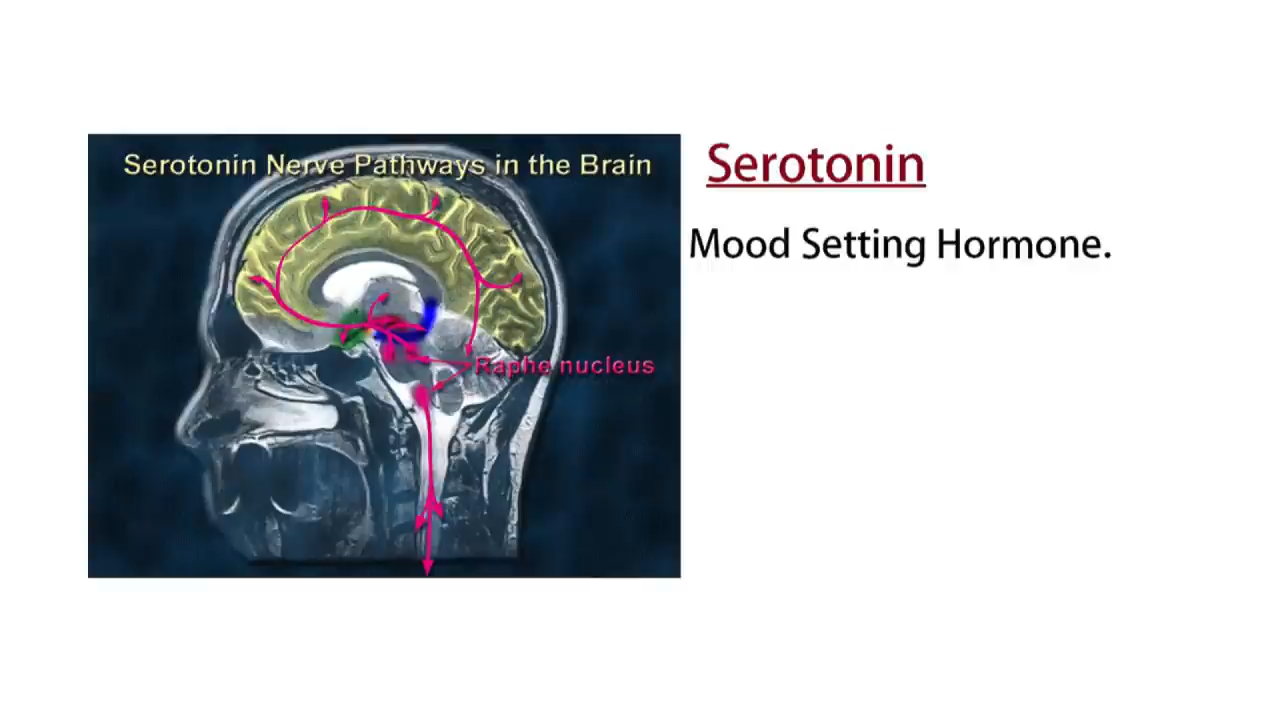 Serotonin Nerve Pathways in the Brain
Serotonin
Mood Setting Hormone.
Raphe nucleus